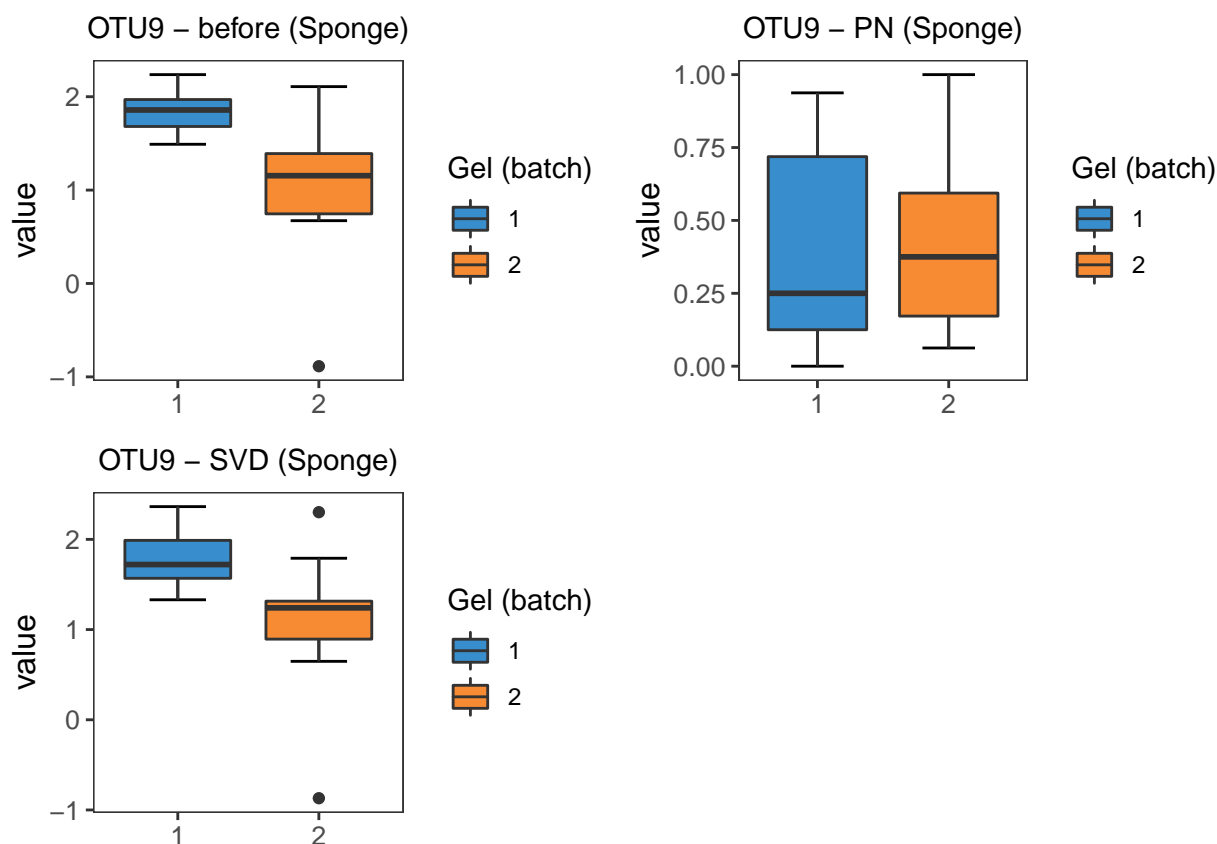 OTU9 – before (Sponge)
value
2
1
0
−1
1
2
Gel (batch)
1
2
OTU9 – PN (Sponge)
value
1.00
0.75
0.50
0.25
0.00
1
2
Gel (batch)
1
2
OTU9 – SVD (Sponge)
value
2
1
0
−1
1
2
Gel (batch)
1
2